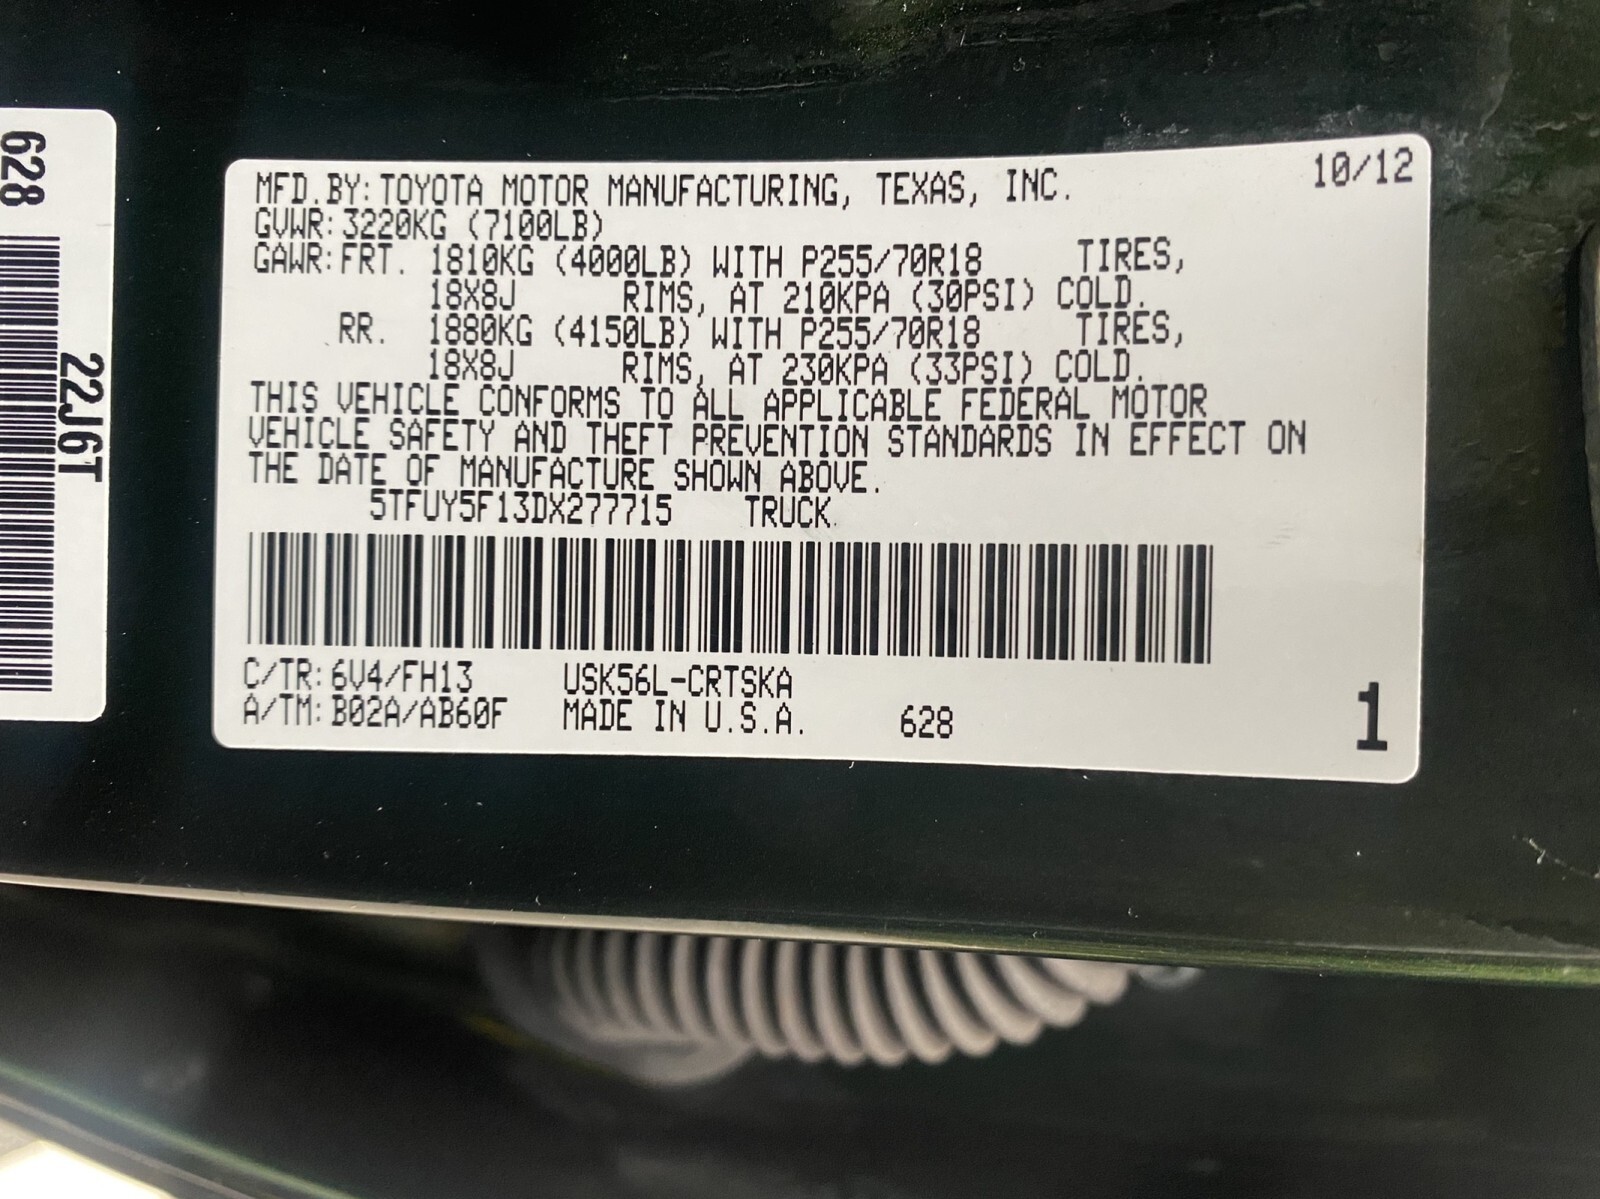 628
22J6T
10/12
MFD.BY:TOYOTA MOTOR MANUFACTURING, TEXAS, INC.
GVWR:3220KG (7100LB)
GAWR:FRT. 1810KG (4000LB) WITH P255/70R18 TIRES,
18X8J RIMS, AT 210KPA (30PSI) COLD.
RR. 1880KG (4150LB) WITH P255/70R18 TIRES,
18X8J RIMS, AT 230KPA (33PSI) COLD.
THIS VEHICLE CONFORMS TO ALL APPLICABLE FEDERAL MOTOR
VEHICLE SAFETY AND THEFT PREVENTION STANDARDS IN EFFECT ON
THE DATE OF MANUFACTURE SHOWN ABOVE.
5TFUY5F13DX277715 TRUCK
C/TR:6V4/FH13 USK56L-CRTSKA
A/TM:B02A/AB60F MADE IN U.S.A. 628
1